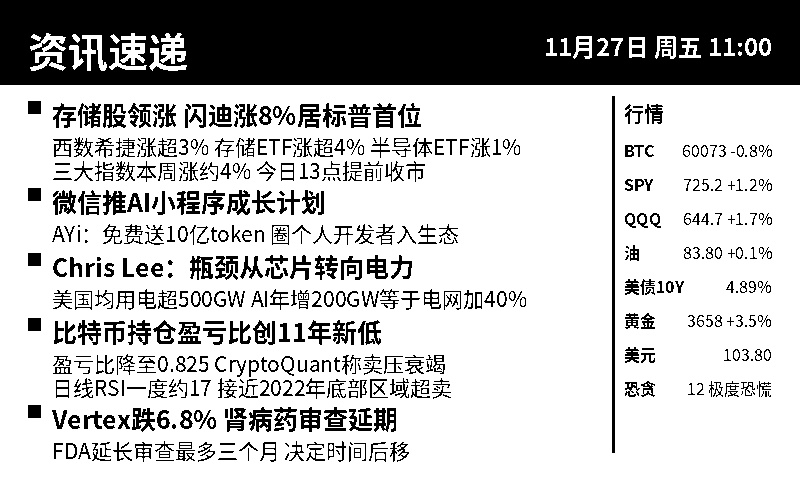 资讯速递
11月27日 周五 11:00
存储股领涨 闪迪涨8%居标普首位
西数希捷涨超3% 存储ETF涨超4% 半导体ETF涨1%
三大指数本周涨约4% 今日13点提前收市
微信推AI小程序成长计划
AYi：免费送10亿token 圈个人开发者入生态
Chris Lee：瓶颈从芯片转向电力
美国均用电超500GW AI年增200GW等于电网加40%
比特币持仓盈亏比创11年新低
盈亏比降至0.825 CryptoQuant称卖压衰竭
日线RSI一度约17 接近2022年底部区域超卖
Vertex跌6.8% 肾病药审查延期
FDA延长审查最多三个月 决定时间后移
行情
BTC 60073 -0.8%
SPY 725.2 +1.2%
QQQ 644.7 +1.7%
油 83.80 +0.1%
美债10Y 4.89%
黄金 3658 +3.5%
美元 103.80
恐贪 12 极度恐慌